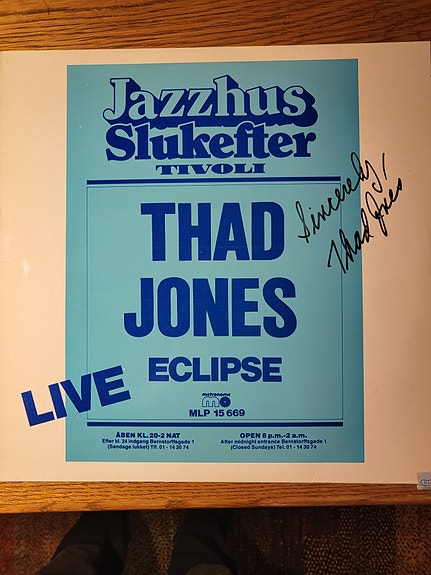 Jazzhus
Slukefter
TIVOLI
THAD
JONES
Sincerely,
Thad Jones
ECLIPSE
LIVE
metronome
MLP 15 669
ÅBEN KL. 20-2 NAT
Efter kl. 24 indgang Bernstorffsgade 1
(Søndage lukket) Tlf. 01 - 14 30 74
OPEN 8 p.m.-2 a.m.
After midnight entrance Bernstorffsgade 1
(Closed Sundays) Tel. 01 - 14 30 74